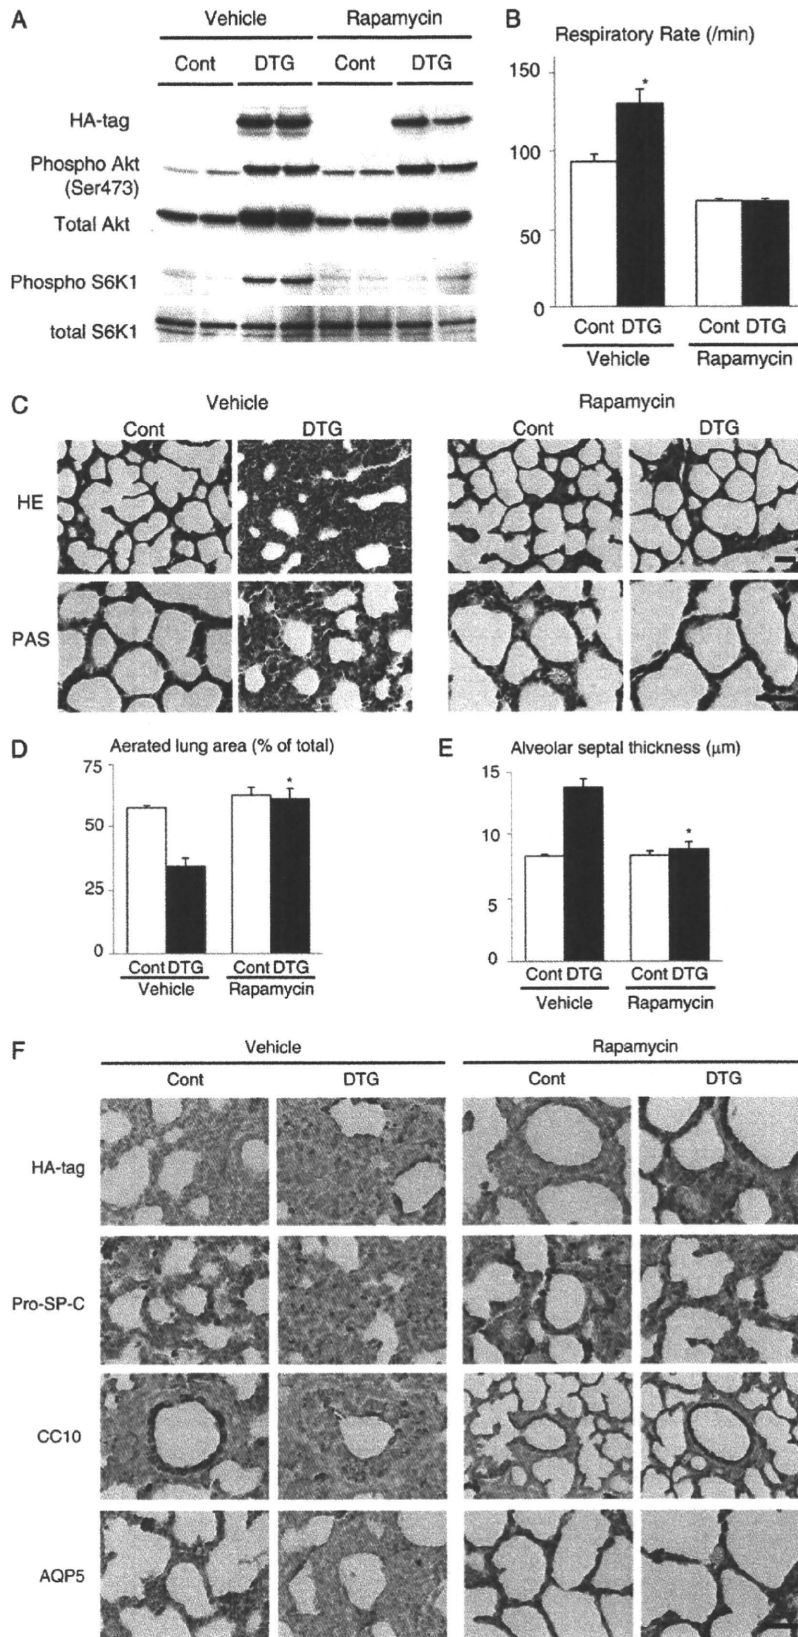 A
Vehicle Rapamycin
Cont DTG Cont DTG
HA-tag
Phospho Akt
(Ser473)
Total Akt
Phospho S6K1
total S6K1
B
Respiratory Rate (/min)
150
*
100
50
0
Cont DTG Cont DTG
Vehicle Rapamycin
C
Vehicle Rapamycin
Cont DTG Cont DTG
HE
PAS
D
Aerated lung area (% of total)
75
*
50
25
0
Cont DTG Cont DTG
Vehicle Rapamycin
E
Alveolar septal thickness (μm)
15
10
*
5
0
Cont DTG Cont DTG
Vehicle Rapamycin
F
Vehicle Rapamycin
Cont DTG Cont DTG
HA-tag
Pro-SP-C
CC10
AQP5